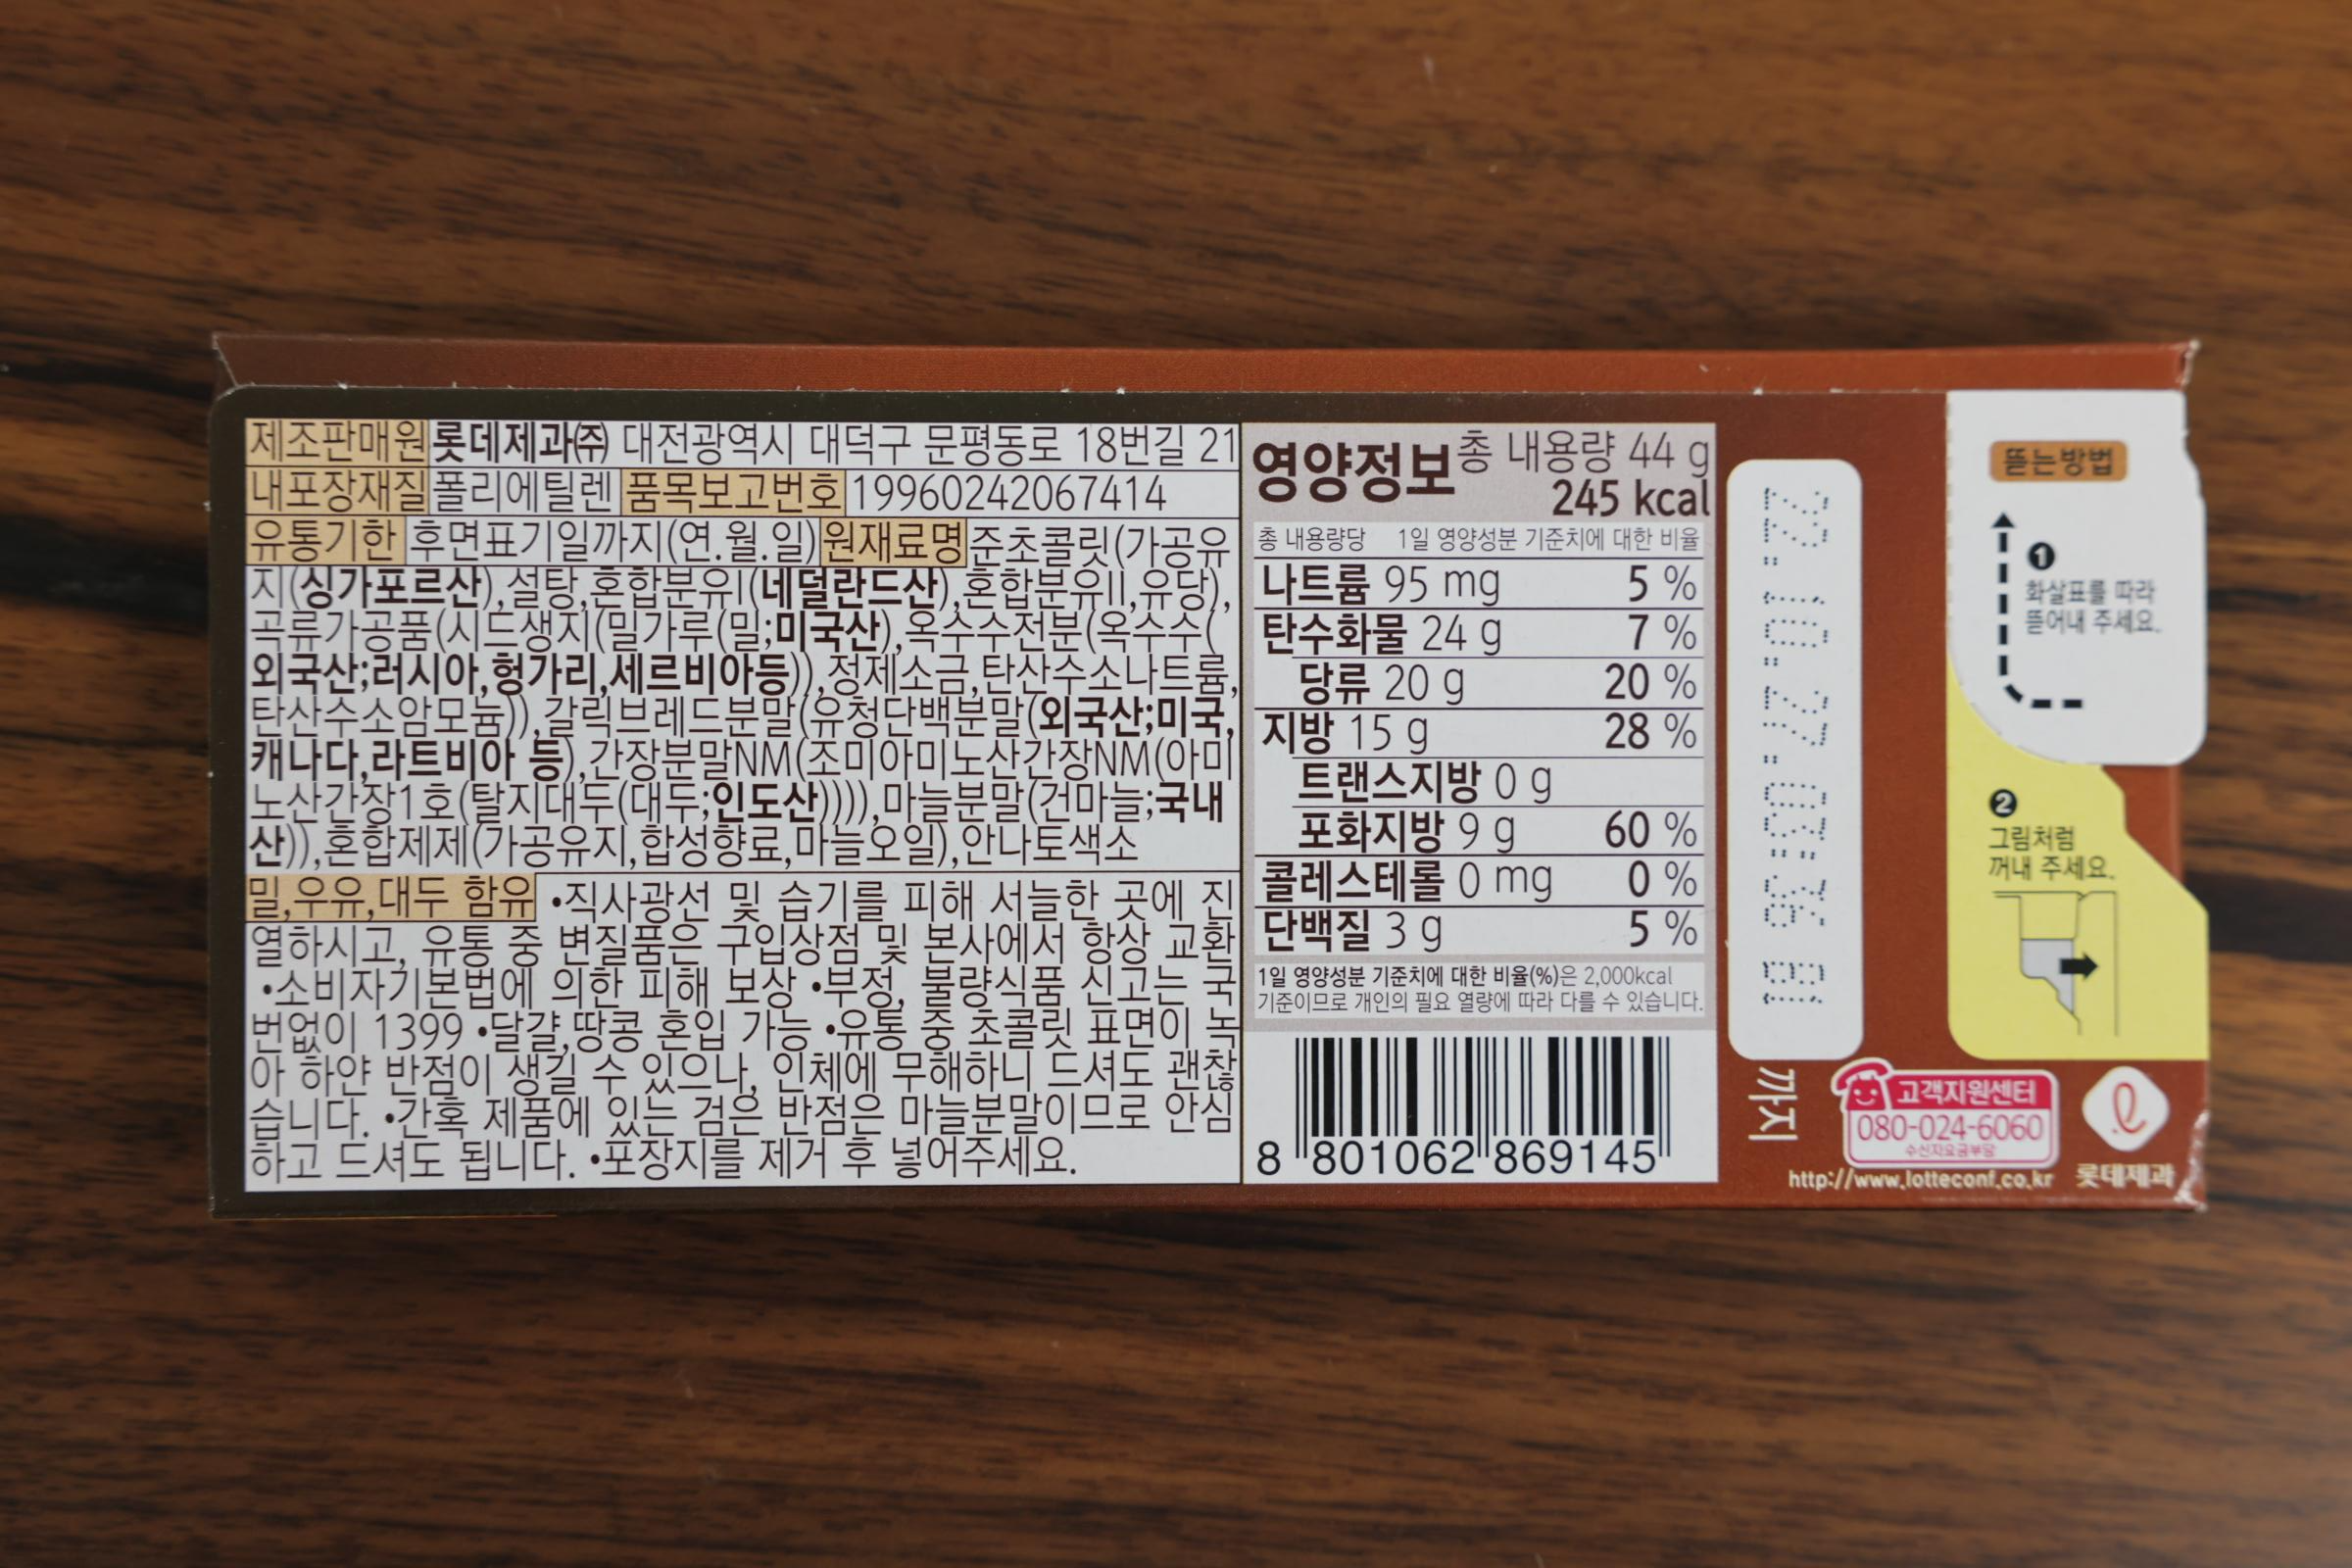 제조판매원 롯데제과㈜ 대전광역시 대덕구 문평동로 18번길 21
내포장재질 폴리에틸렌 품목보고번호 19960242067414
유통기한 후면표기일까지(연.월.일) 원재료명 준초콜릿(가공유
지(싱가포르산),설탕,혼합분유I(네덜란드산),혼합분유II,유당),
곡류가공품(시드생지(밀가루(밀;미국산),옥수수전분(옥수수(
외국산;러시아,헝가리,세르비아등)),정제소금,탄산수소나트륨,
탄산수소암모늄)),갈릭브레드분말(유청단백분말(외국산;미국,
캐나다,라트비아 등),간장분말NM(조미아미노산간장NM(아미
노산간장1호(탈지대두(대두;인도산)))),마늘분말(건마늘;국내
산)),혼합제제(가공유지,합성향료,마늘오일),안나토색소
밀,우유,대두 함유 •직사광선 및 습기를 피해 서늘한 곳에 진
열하시고, 유통 중 변질품은 구입상점 및 본사에서 항상 교환
•소비자기본법에 의한 피해 보상 •부정, 불량식품 신고는 국
번없이 1399 •달걀,땅콩 혼입 가능 •유통 중 초콜릿 표면이 녹
아 하얀 반점이 생길 수 있으나, 인체에 무해하니 드셔도 괜찮
습니다. •간혹 제품에 있는 검은 반점은 마늘분말이므로 안심
하고 드셔도 됩니다. •포장지를 제거 후 넣어주세요.
영양정보 총 내용량 44 g
245 kcal
총 내용량당 1일 영양성분 기준치에 대한 비율
나트륨 95 mg 5 %
탄수화물 24 g 7 %
당류 20 g 20 %
지방 15 g 28 %
트랜스지방 0 g
포화지방 9 g 60 %
콜레스테롤 0 mg 0 %
단백질 3 g 5 %
1일 영양성분 기준치에 대한 비율(%)은 2,000kcal
기준이므로 개인의 필요 열량에 따라 다를 수 있습니다.
8 801062 869145
까지
뜯는방법
1
화살표를 따라
뜯어내 주세요.
2
그림처럼
꺼내 주세요.
고객지원센터
080-024-6060
수신자요금부담
http://www.lotteconf.co.kr
롯데제과